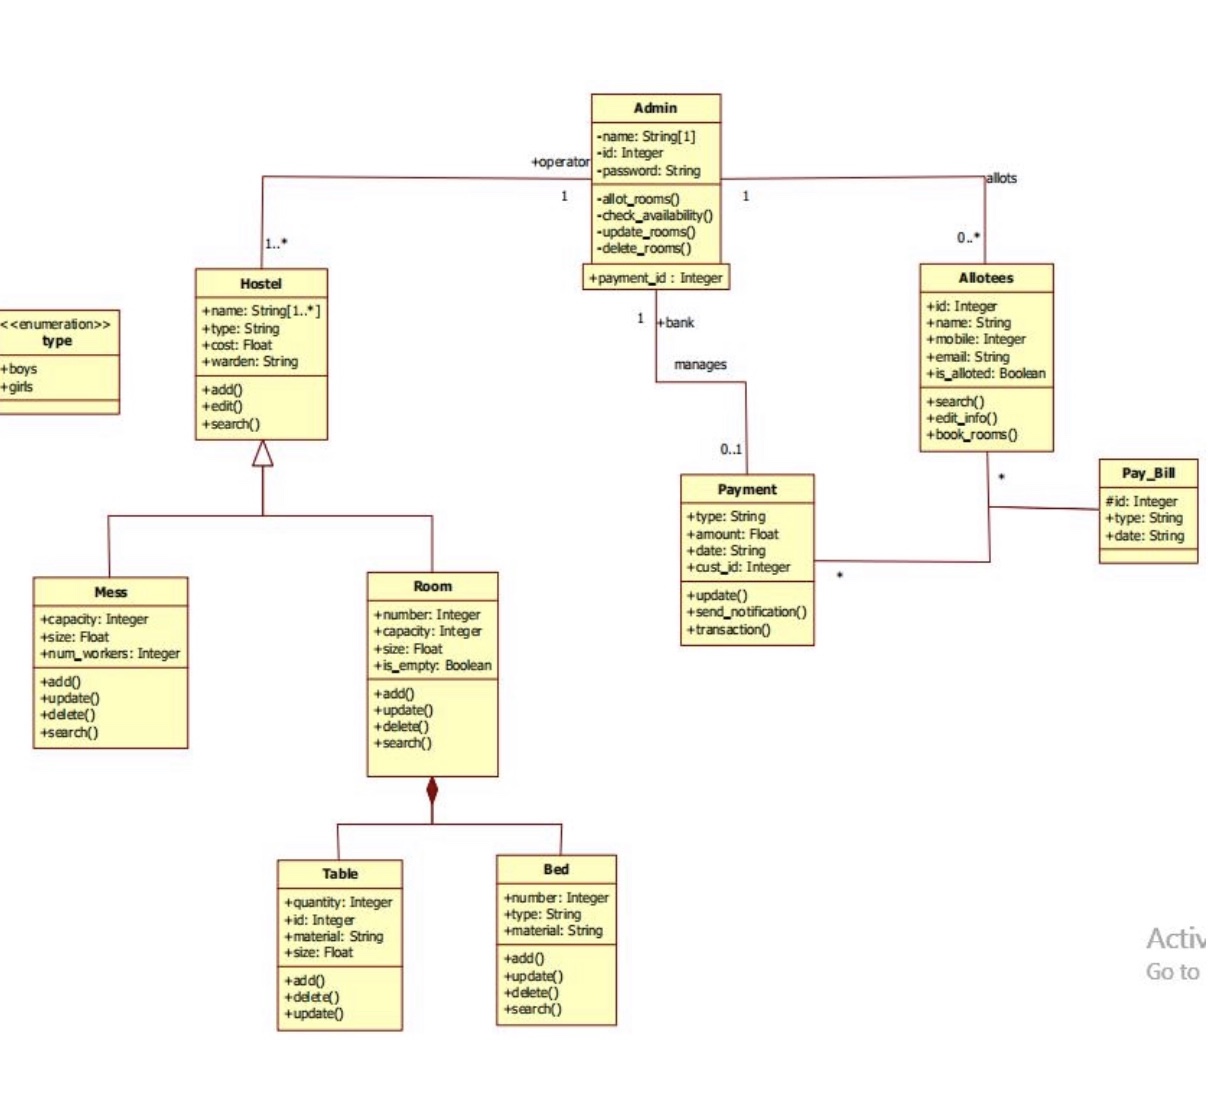 Admin
-name: String[1]
-id: Integer
-password: String
-allot_rooms()
-check_availability()
-update_rooms()
-delete_rooms()
+payment_id : Integer
+operator
1
1..*
1
allots
0..*
1
+bank
manages
0..1
<<enumeration>>
type
+boys
+girls
Hostel
+name: String[1..*]
+type: String
+cost: Float
+warden: String
+add()
+edit()
+search()
Allotees
+id: Integer
+name: String
+mobile: Integer
+email: String
+is_alloted: Boolean
+search()
+edit_info()
+book_rooms()
*
*
Pay_Bill
#id: Integer
+type: String
+date: String
Payment
+type: String
+amount: Float
+date: String
+cust_id: Integer
+update()
+send_notification()
+transaction()
Mess
+capacity: Integer
+size: Float
+num_workers: Integer
+add()
+update()
+delete()
+search()
Room
+number: Integer
+capacity: Integer
+size: Float
+is_empty: Boolean
+add()
+update()
+delete()
+search()
Table
+quantity: Integer
+id: Integer
+material: String
+size: Float
+add()
+delete()
+update()
Bed
+number: Integer
+type: String
+material: String
+add()
+update()
+delete()
+search()
Activ
Go to